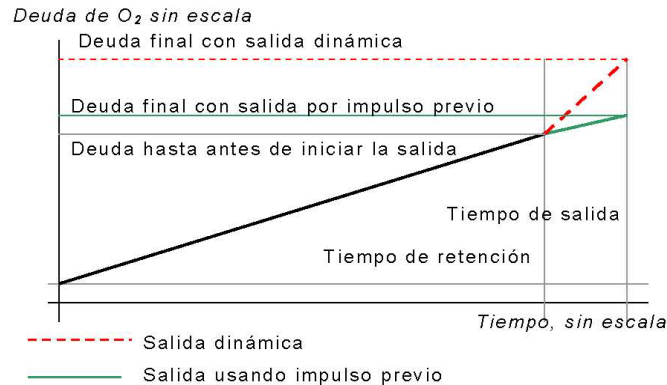 Deuda de O₂ sin escala
Deuda final con salida dinámica
Deuda final con salida por impulso previo
Deuda hasta antes de iniciar la salida
Tiempo de salida
Tiempo de retención
Tiempo, sin escala
Salida dinámica
Salida usando impulso previo